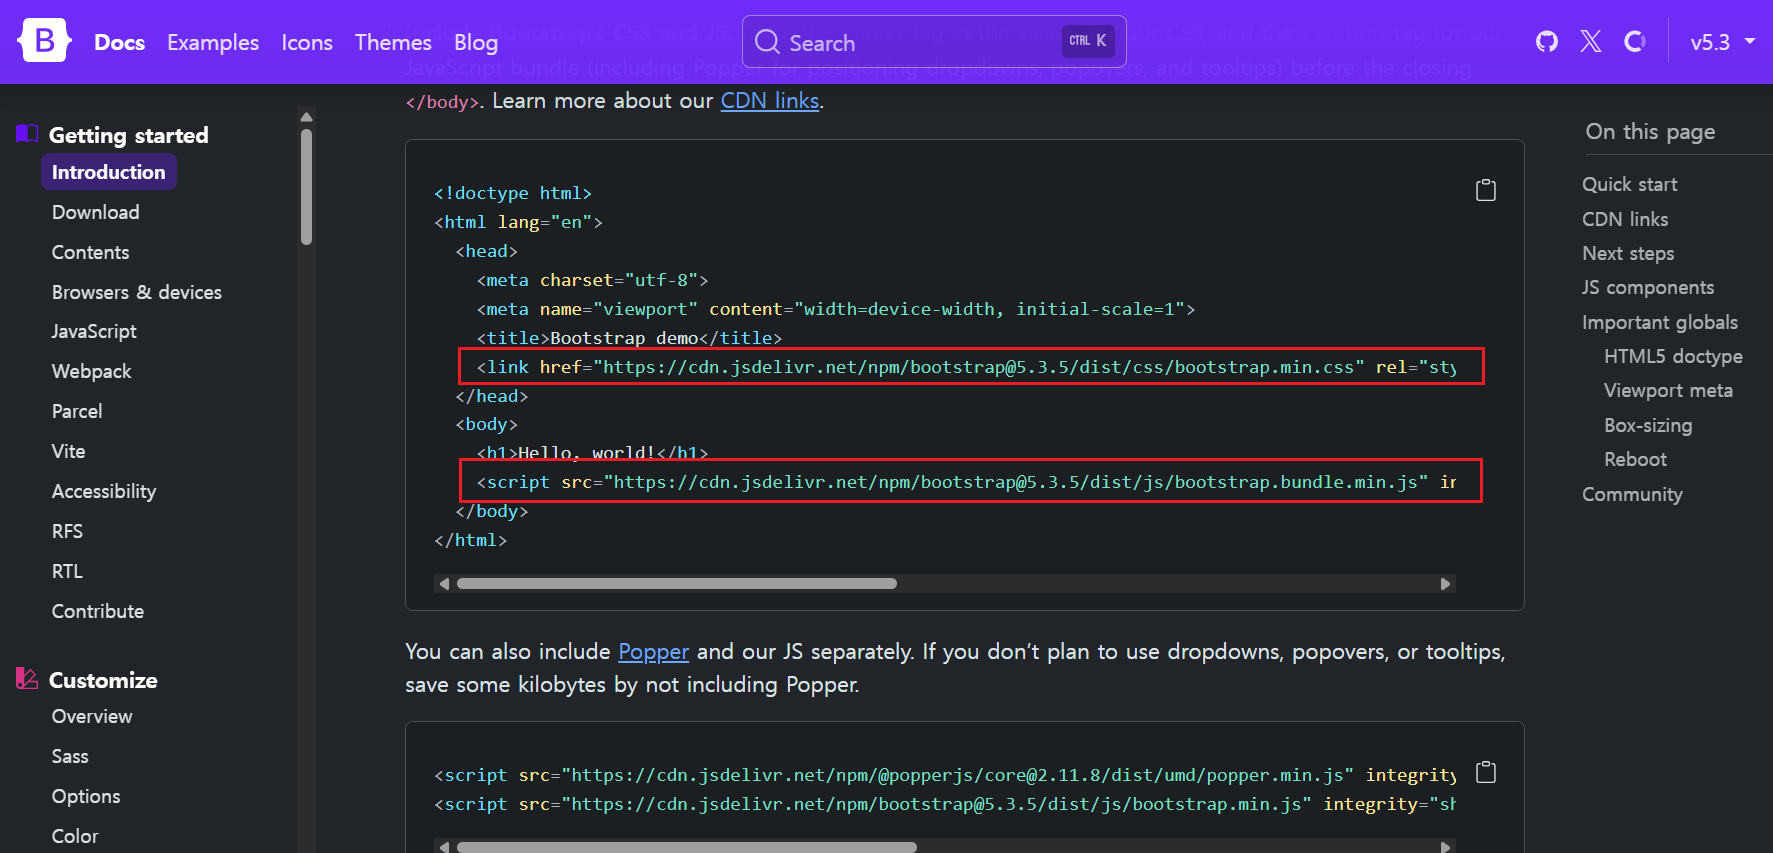 B Docs Examples Icons Themes Blog Search CTRL K v5.3
JavaScript bundle (including Popper for positioning dropdowns, popovers, and tooltips) before the closing
</body>. Learn more about our CDN links.
Getting started
Introduction
Download
Contents
Browsers & devices
JavaScript
Webpack
Parcel
Vite
Accessibility
RFS
RTL
Contribute
Customize
Overview
Sass
Options
Color
<!doctype html>
<html lang="en">
<head>
<meta charset="utf-8">
<meta name="viewport" content="width=device-width, initial-scale=1">
<title>Bootstrap demo</title>
<link href="https://cdn.jsdelivr.net/npm/bootstrap@5.3.5/dist/css/bootstrap.min.css" rel="sty
</head>
<body>
<h1>Hello, world!</h1>
<script src="https://cdn.jsdelivr.net/npm/bootstrap@5.3.5/dist/js/bootstrap.bundle.min.js" in
</body>
</html>
You can also include Popper and our JS separately. If you don’t plan to use dropdowns, popovers, or tooltips,
save some kilobytes by not including Popper.
<script src="https://cdn.jsdelivr.net/npm/@popperjs/core@2.11.8/dist/umd/popper.min.js" integrity
<script src="https://cdn.jsdelivr.net/npm/bootstrap@5.3.5/dist/js/bootstrap.min.js" integrity="sh
On this page
Quick start
CDN links
Next steps
JS components
Important globals
HTML5 doctype
Viewport meta
Box-sizing
Reboot
Community